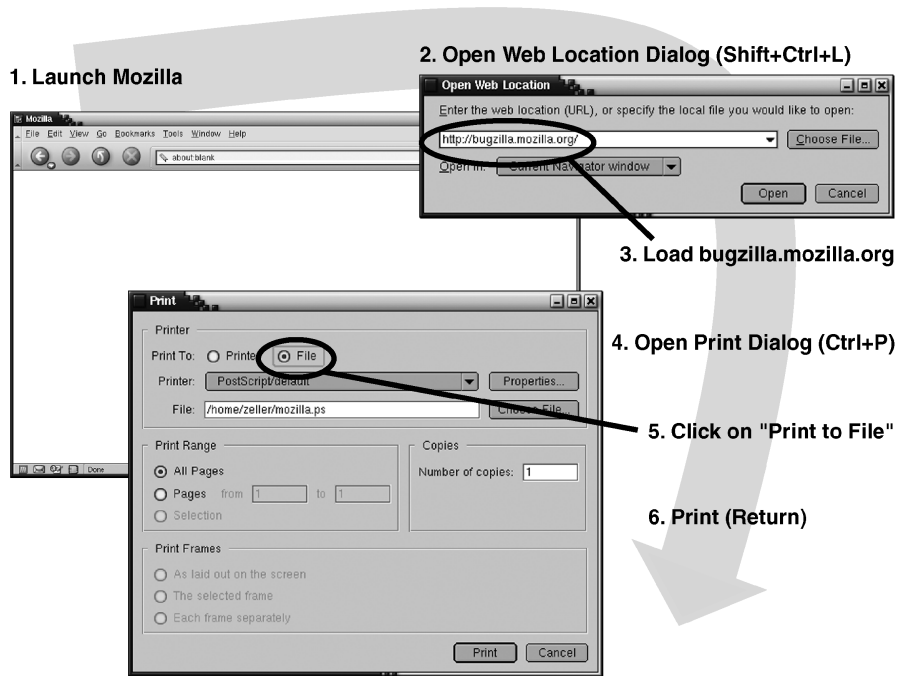 1. Launch Mozilla
Mozilla
File Edit View Go Bookmarks Tools Window Help
about:blank
2. Open Web Location Dialog (Shift+Ctrl+L)
Open Web Location
Enter the web location (URL), or specify the local file you would like to open:
http://bugzilla.mozilla.org/
Choose File...
Open in: Current Navigator window
Open Cancel
3. Load bugzilla.mozilla.org
Print
Printer
Print To: Printer File
Printer: PostScript/default Properties...
File: /home/zeller/mozilla.ps Choose File...
4. Open Print Dialog (Ctrl+P)
5. Click on "Print to File"
Print Range
All Pages
Pages from 1 to 1
Selection
Copies
Number of copies: 1
Done
6. Print (Return)
Print Frames
As laid out on the screen
The selected frame
Each frame separately
Print Cancel